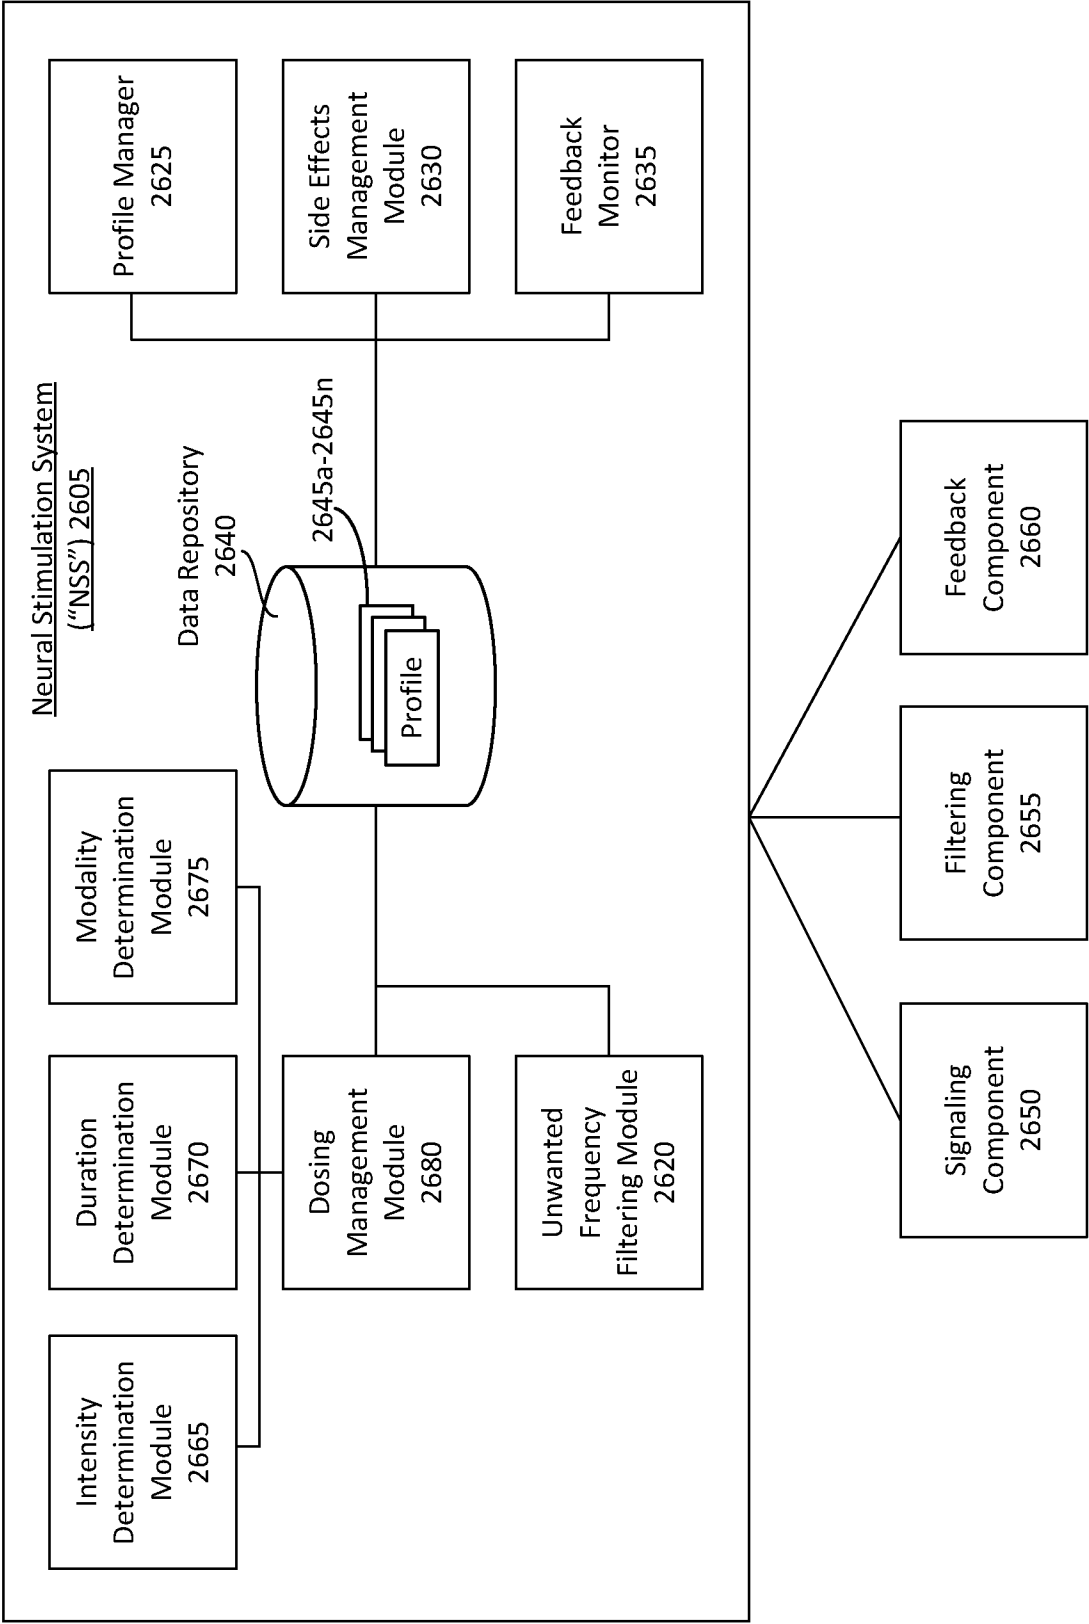 Neural Stimulation System
(“NSS”) 2605
Intensity
Determination
Module
2665
Duration
Determination
Module
2670
Modality
Determination
Module
2675
Profile Manager
2625
Data Repository
2640
2645a-2645n
Profile
Dosing
Management
Module
2680
Side Effects
Management
Module
2630
Unwanted
Frequency
Filtering Module
2620
Feedback
Monitor
2635
Signaling
Component
2650
Filtering
Component
2655
Feedback
Component
2660